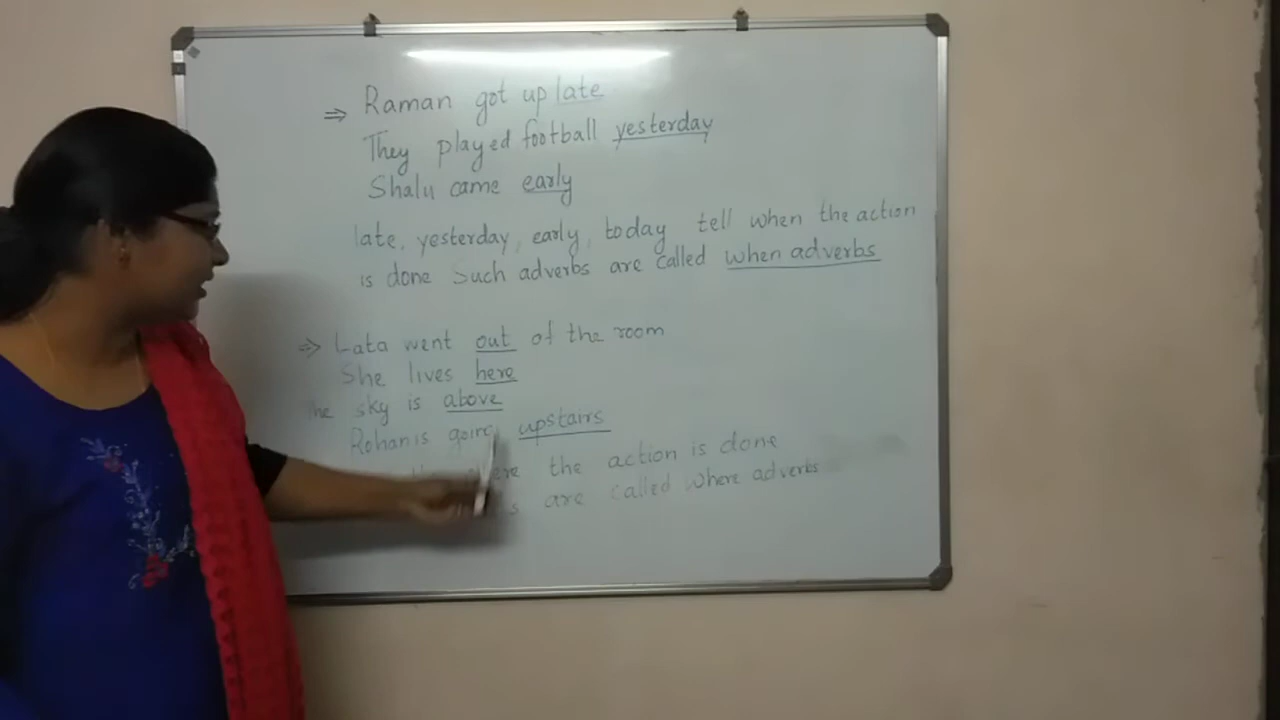 ⇒ Raman got up late
They played football yesterday
Shalu came early
late, yesterday, early, today tell when the action
is done Such adverbs are called when adverbs
⇒ Lata went out of the room
She lives here
The sky is above
Rohan is going upstairs
the action is done
are called where adverbs